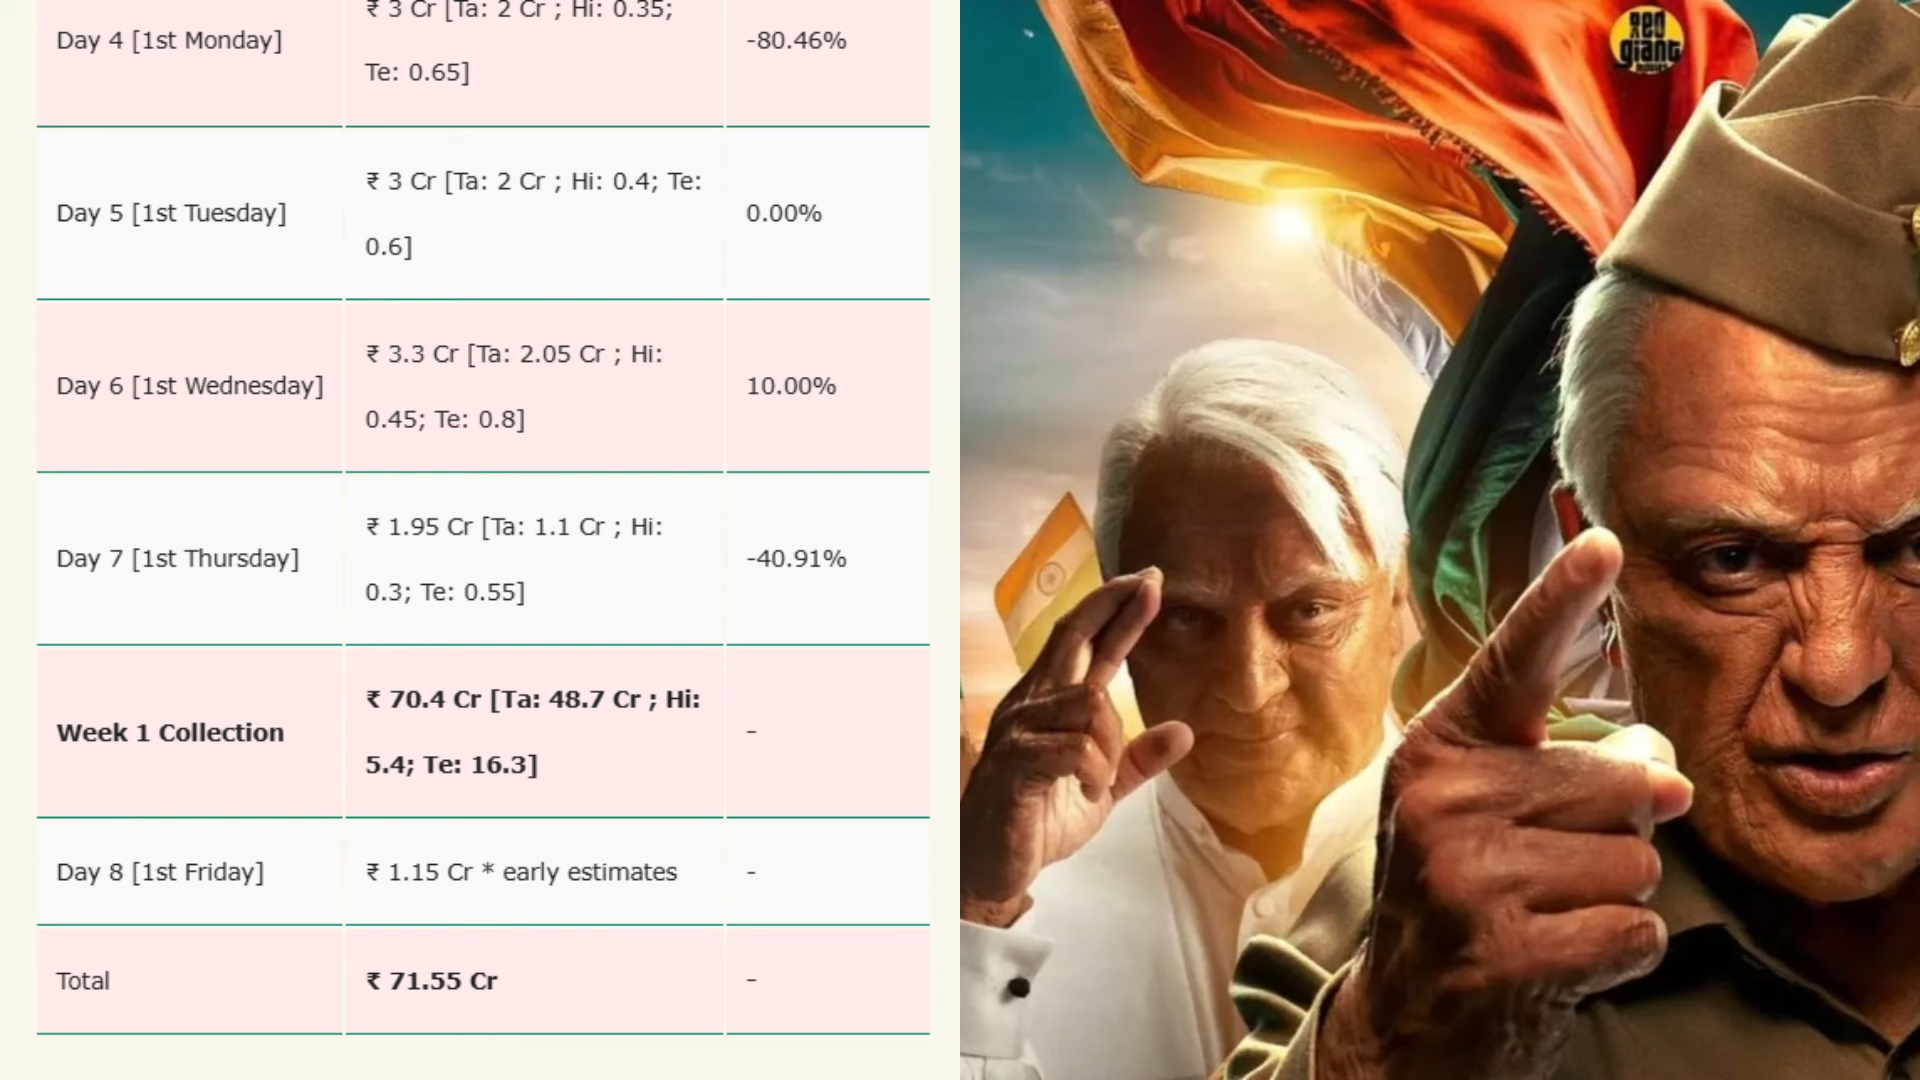 ₹ 3 Cr [Ta: 2 Cr ; Hi: 0.35;
Day 4 [1st Monday]
-80.46%
Te: 0.65]
₹ 3 Cr [Ta: 2 Cr ; Hi: 0.4; Te:
Day 5 [1st Tuesday]
0.00%
0.6]
₹ 3.3 Cr [Ta: 2.05 Cr ; Hi:
Day 6 [1st Wednesday]
10.00%
0.45; Te: 0.8]
₹ 1.95 Cr [Ta: 1.1 Cr ; Hi:
Day 7 [1st Thursday]
-40.91%
0.3; Te: 0.55]
₹ 70.4 Cr [Ta: 48.7 Cr ; Hi:
Week 1 Collection
-
5.4; Te: 16.3]
Day 8 [1st Friday]
₹ 1.15 Cr * early estimates
-
Total
₹ 71.55 Cr
-
Red
giant